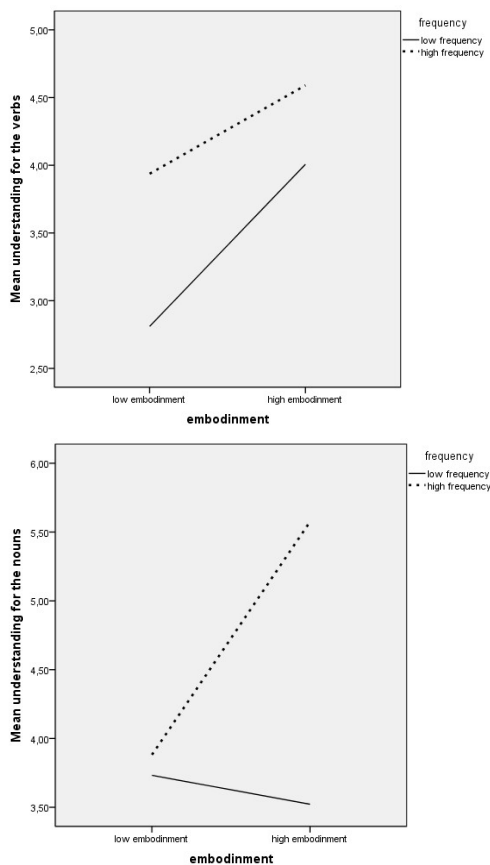 frequency
low frequency
high frequency
5,00
4,50
4,00
3,50
3,00
2,50
Mean understanding for the verbs
low embodinment
high embodinment
embodinment
frequency
low frequency
high frequency
6,00
5,50
5,00
4,50
4,00
3,50
Mean understanding for the nouns
low embodinment
high embodinment
embodinment